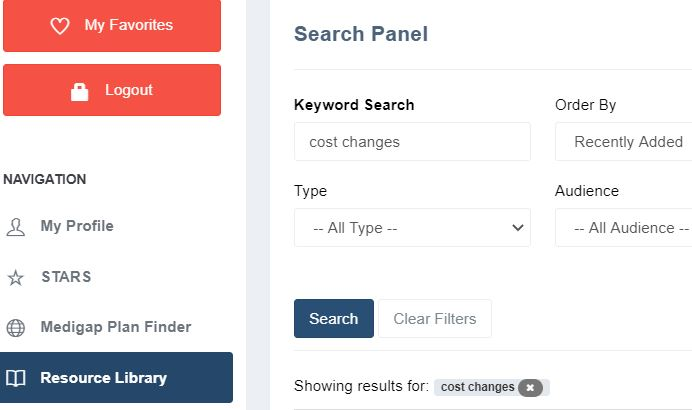 My Favorites
Logout
NAVIGATION
My Profile
STARS
Medigap Plan Finder
Resource Library
Search Panel
Keyword Search
Order By
cost changes
Recently Added
Type
Audience
-- All Type --
-- All Audience --
Search
Clear Filters
Showing results for: cost changes ✖